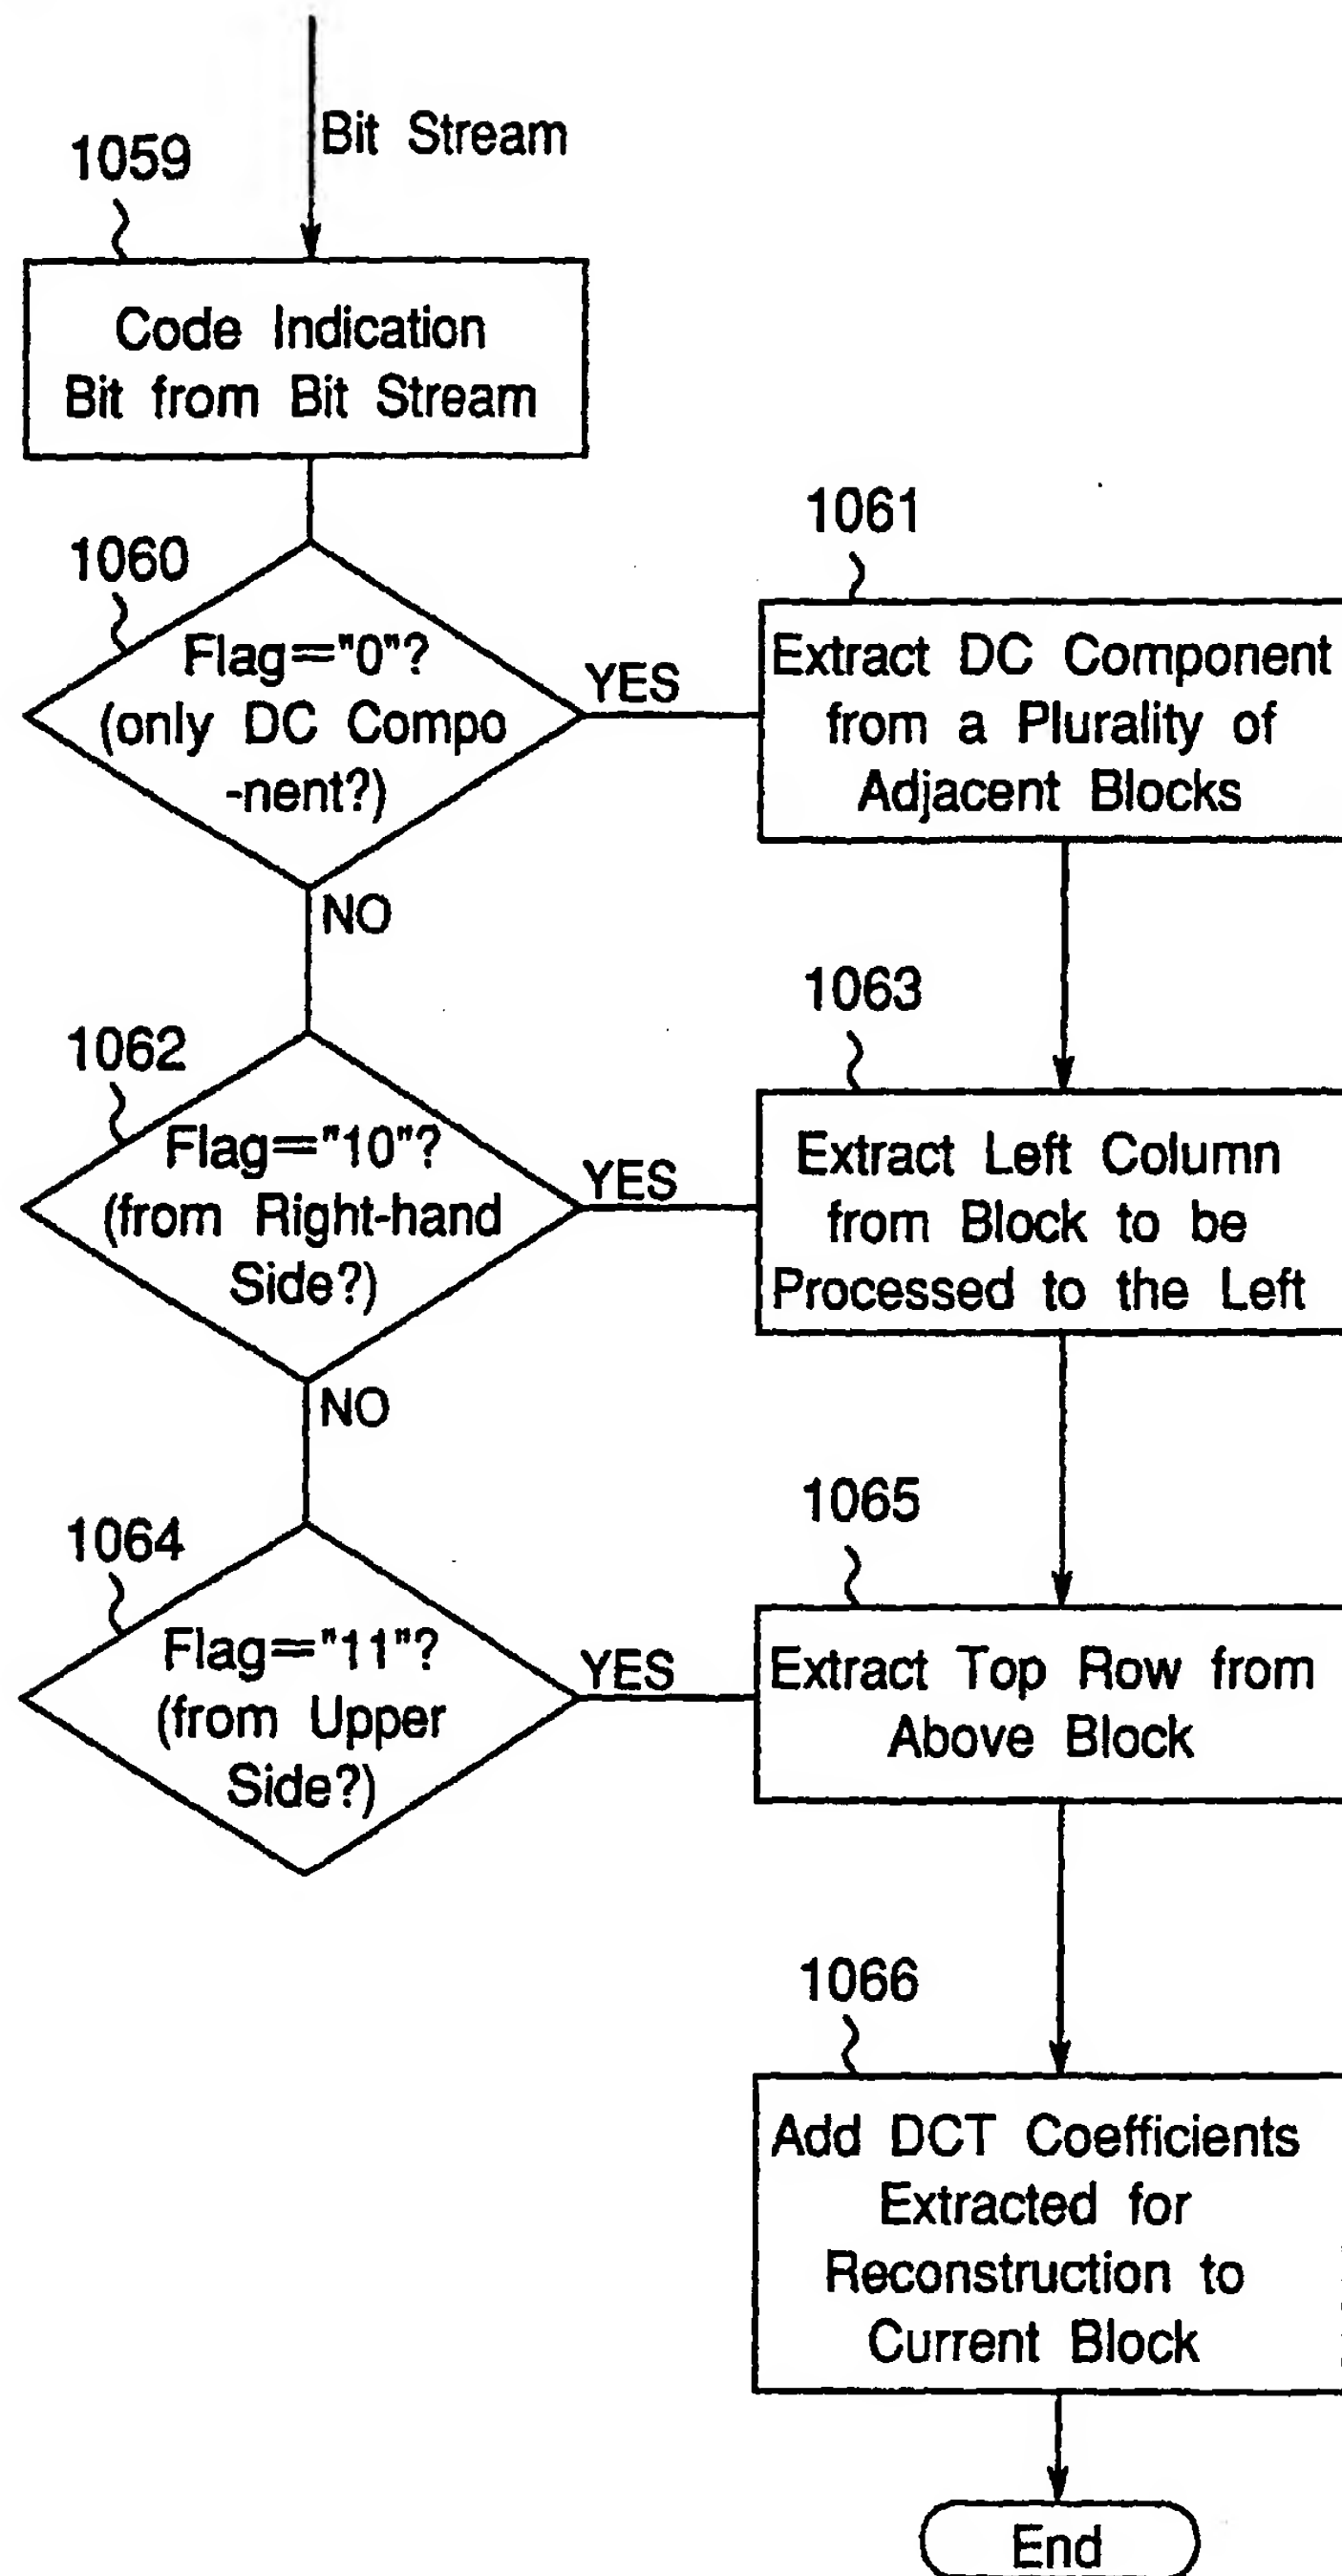 Bit Stream
1059
Code Indication
Bit from Bit Stream
1060
Flag=="0"?
(only DC Compo
-nent?)
YES
NO
1061
Extract DC Component
from a Plurality of
Adjacent Blocks
1062
Flag=="10"?
(from Right-hand
Side?)
YES
NO
1063
Extract Left Column
from Block to be
Processed to the Left
1064
Flag=="11"?
(from Upper
Side?)
YES
1065
Extract Top Row from
Above Block
1066
Add DCT Coefficients
Extracted for
Reconstruction to
Current Block
End